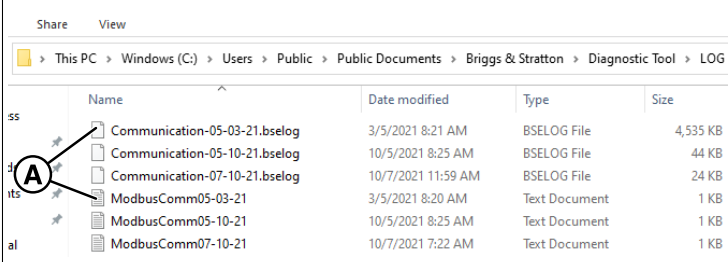 Share View
This PC > Windows (C:) > Users > Public > Public Documents > Briggs & Stratton > Diagnostic Tool > LOG
Name Date modified Type Size
ess
Communication-05-03-21.bselog 3/5/2021 8:21 AM BSELOG File 4,535 KB
Communication-05-10-21.bselog 10/5/2021 8:25 AM BSELOG File 44 KB
Communication-07-10-21.bselog 10/7/2021 11:59 AM BSELOG File 24 KB
A
nts
ModbusComm05-03-21 3/5/2021 8:20 AM Text Document 1 KB
ModbusComm05-10-21 10/5/2021 8:25 AM Text Document 1 KB
al
ModbusComm07-10-21 10/7/2021 7:22 AM Text Document 1 KB